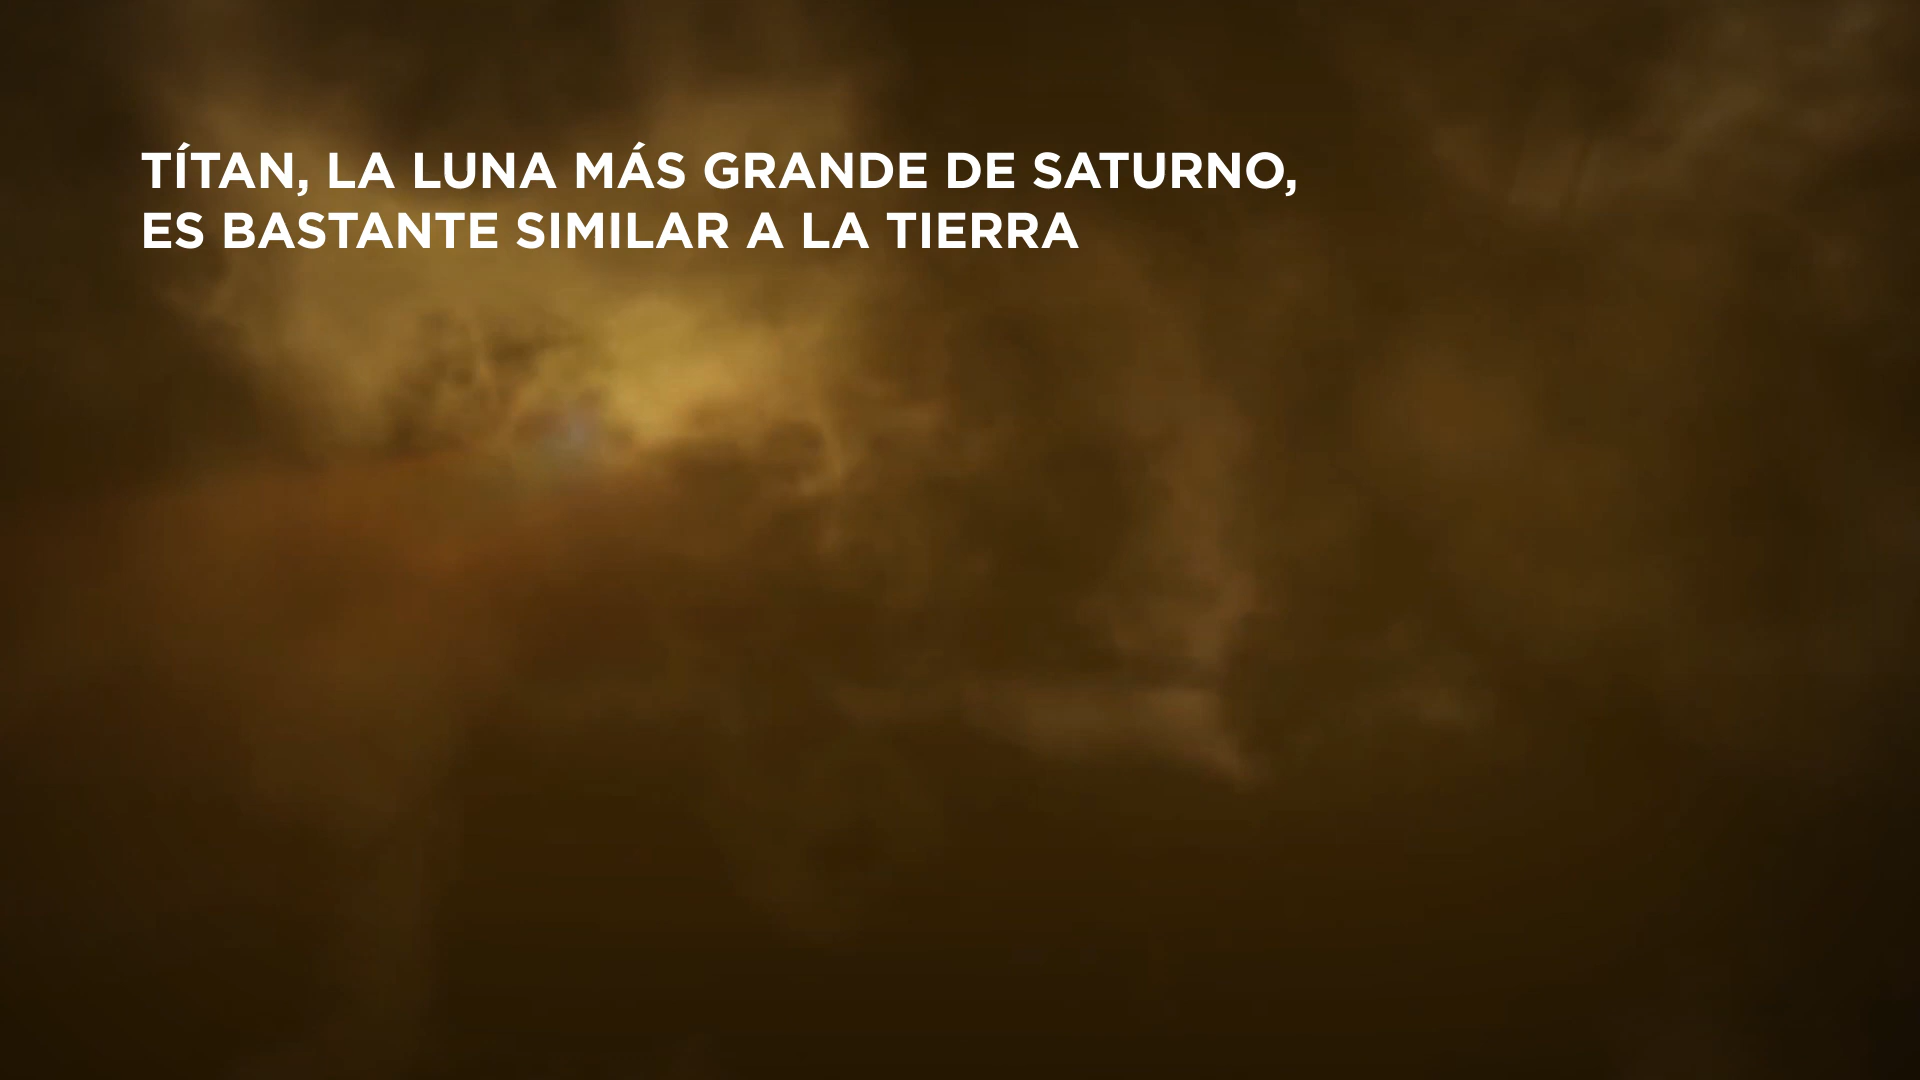 TÍTAN, LA LUNA MÁS GRANDE DE SATURNO,
ES BASTANTE SIMILAR A LA TIERRA